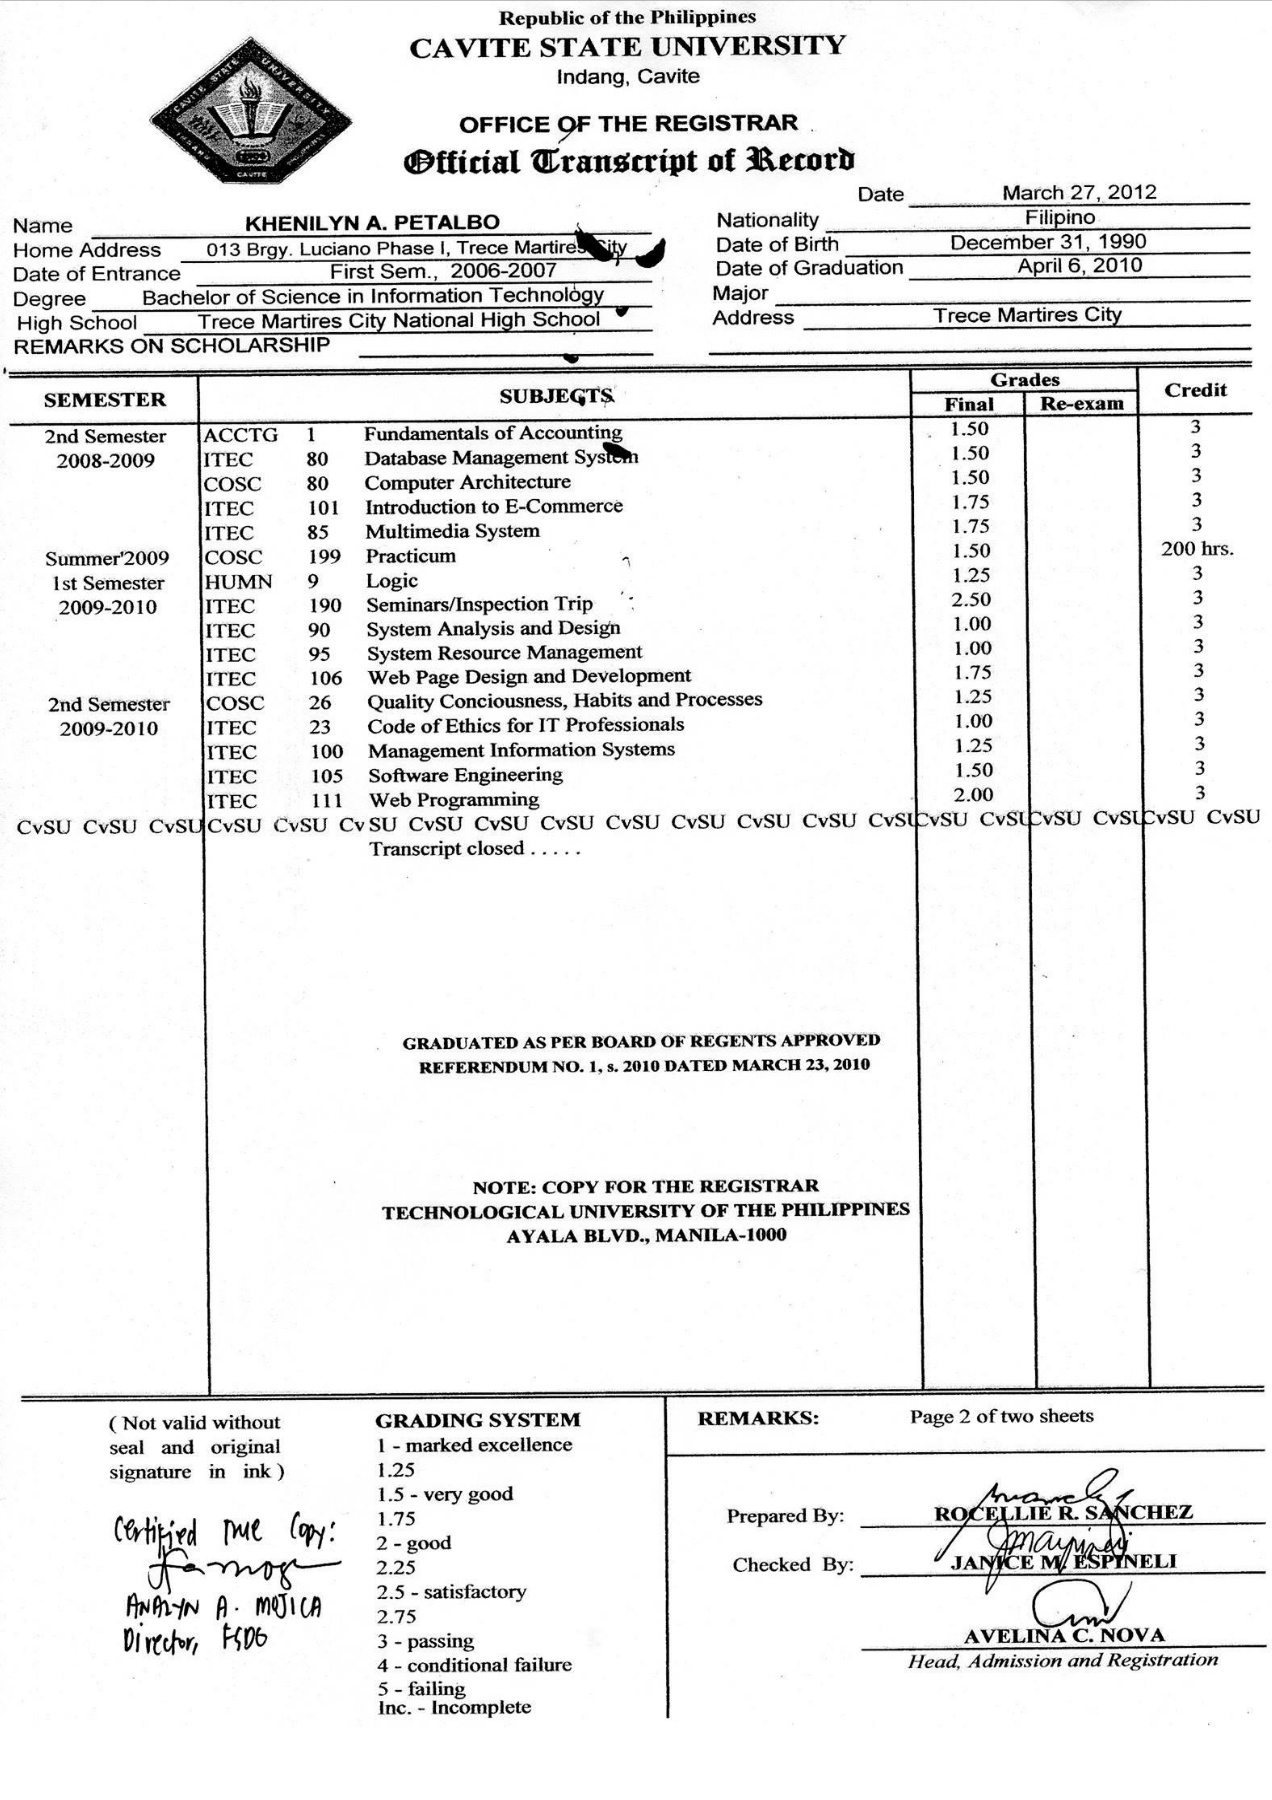 Republic of the Philippines
CAVITE STATE UNIVERSITY
Indang, Cavite
CAVITE STATE UNIVERSITY
CAVITE
OFFICE OF THE REGISTRAR
Official Transcript of Record
Date March 27, 2012
Name KHENILYN A. PETALBO Nationality Filipino
Home Address 013 Brgy. Luciano Phase I, Trece Martires City Date of Birth December 31, 1990
Date of Entrance First Sem., 2006-2007 Date of Graduation April 6, 2010
Degree Bachelor of Science in Information Technology Major
High School Trece Martires City National High School Address Trece Martires City
REMARKS ON SCHOLARSHIP
SEMESTER SUBJECTS Grades Credit
Final Re-exam
2nd Semester ACCTG 1 Fundamentals of Accounting 1.50 3
2008-2009 ITEC 80 Database Management System 1.50 3
COSC 80 Computer Architecture 1.50 3
ITEC 101 Introduction to E-Commerce 1.75 3
ITEC 85 Multimedia System 1.75 3
Summer'2009 COSC 199 Practicum 1.50 200 hrs.
1st Semester HUMN 9 Logic 1.25 3
2009-2010 ITEC 190 Seminars/Inspection Trip 2.50 3
ITEC 90 System Analysis and Design 1.00 3
ITEC 95 System Resource Management 1.00 3
ITEC 106 Web Page Design and Development 1.75 3
2nd Semester COSC 26 Quality Conciousness, Habits and Processes 1.25 3
2009-2010 ITEC 23 Code of Ethics for IT Professionals 1.00 3
ITEC 100 Management Information Systems 1.25 3
ITEC 105 Software Engineering 1.50 3
ITEC 111 Web Programming 2.00 3
CvSU CvSU CvSU CvSU CvSU CvSU CvSU CvSU CvSU CvSU CvSU CvSU CvSU CvSU CvSU CvSU CvSU CvSU CvSU
Transcript closed . . . . .
GRADUATED AS PER BOARD OF REGENTS APPROVED
REFERENDUM NO. 1, s. 2010 DATED MARCH 23, 2010
NOTE: COPY FOR THE REGISTRAR
TECHNOLOGICAL UNIVERSITY OF THE PHILIPPINES
AYALA BLVD., MANILA-1000
( Not valid without
seal and original
signature in ink )
Certified True Copy:
ANALYN A. MOJICA
Director, FSDG
GRADING SYSTEM
1 - marked excellence
1.25
1.5 - very good
1.75
2 - good
2.25
2.5 - satisfactory
2.75
3 - passing
4 - conditional failure
5 - failing
Inc. - Incomplete
REMARKS: Page 2 of two sheets
Prepared By: ROCELLIE R. SANCHEZ
Checked By: JANICE M. ESPINELI
AVELINA C. NOVA
Head, Admission and Registration